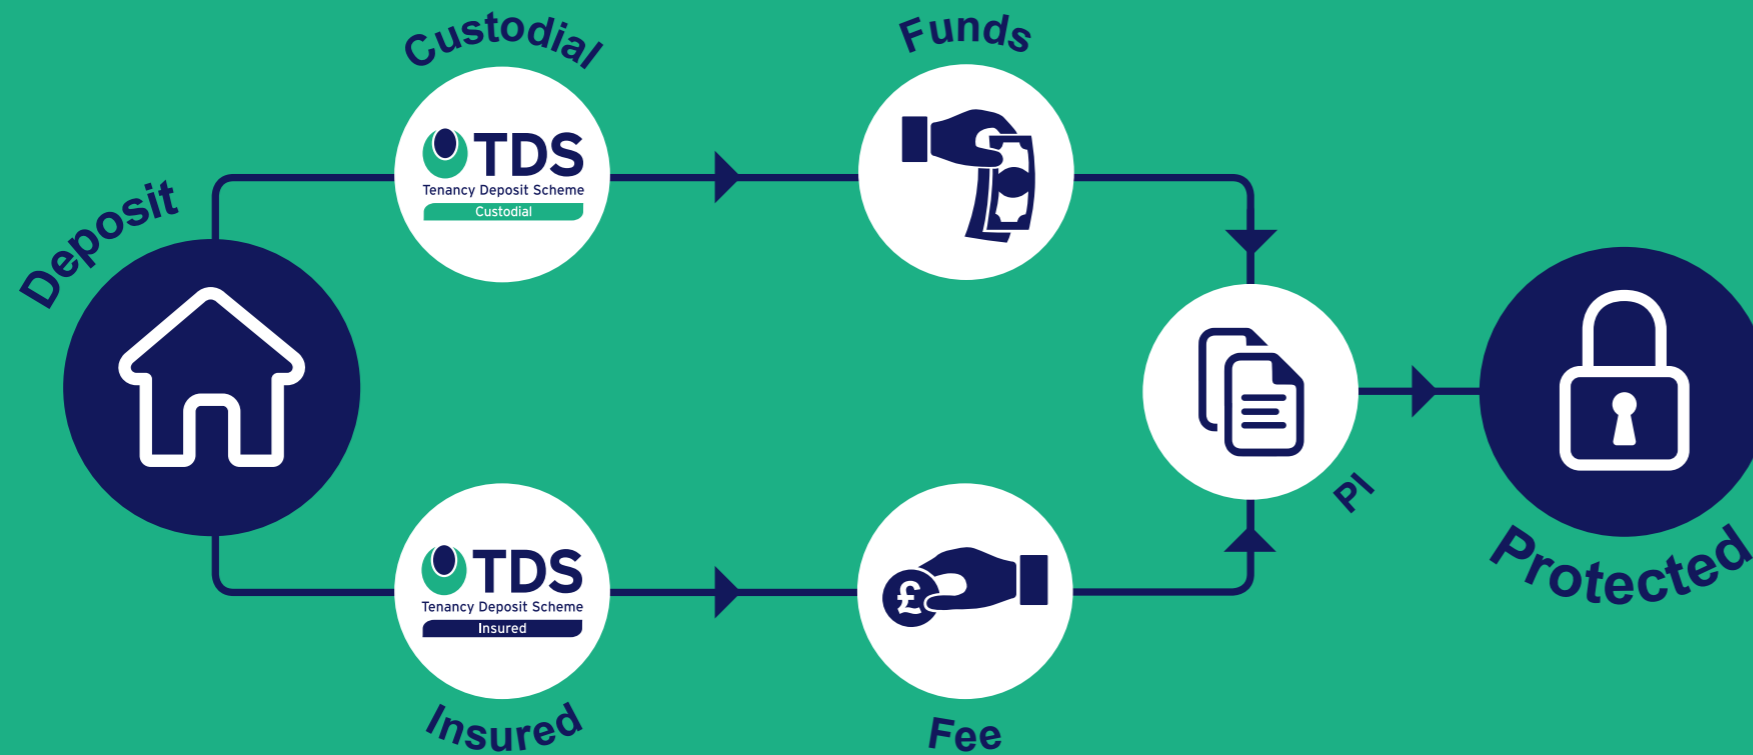 Custodial
Funds
TDS
Tenancy Deposit Scheme
Custodial
Deposit
PI
Protected
TDS
Tenancy Deposit Scheme
Insured
£
Insured
Fee